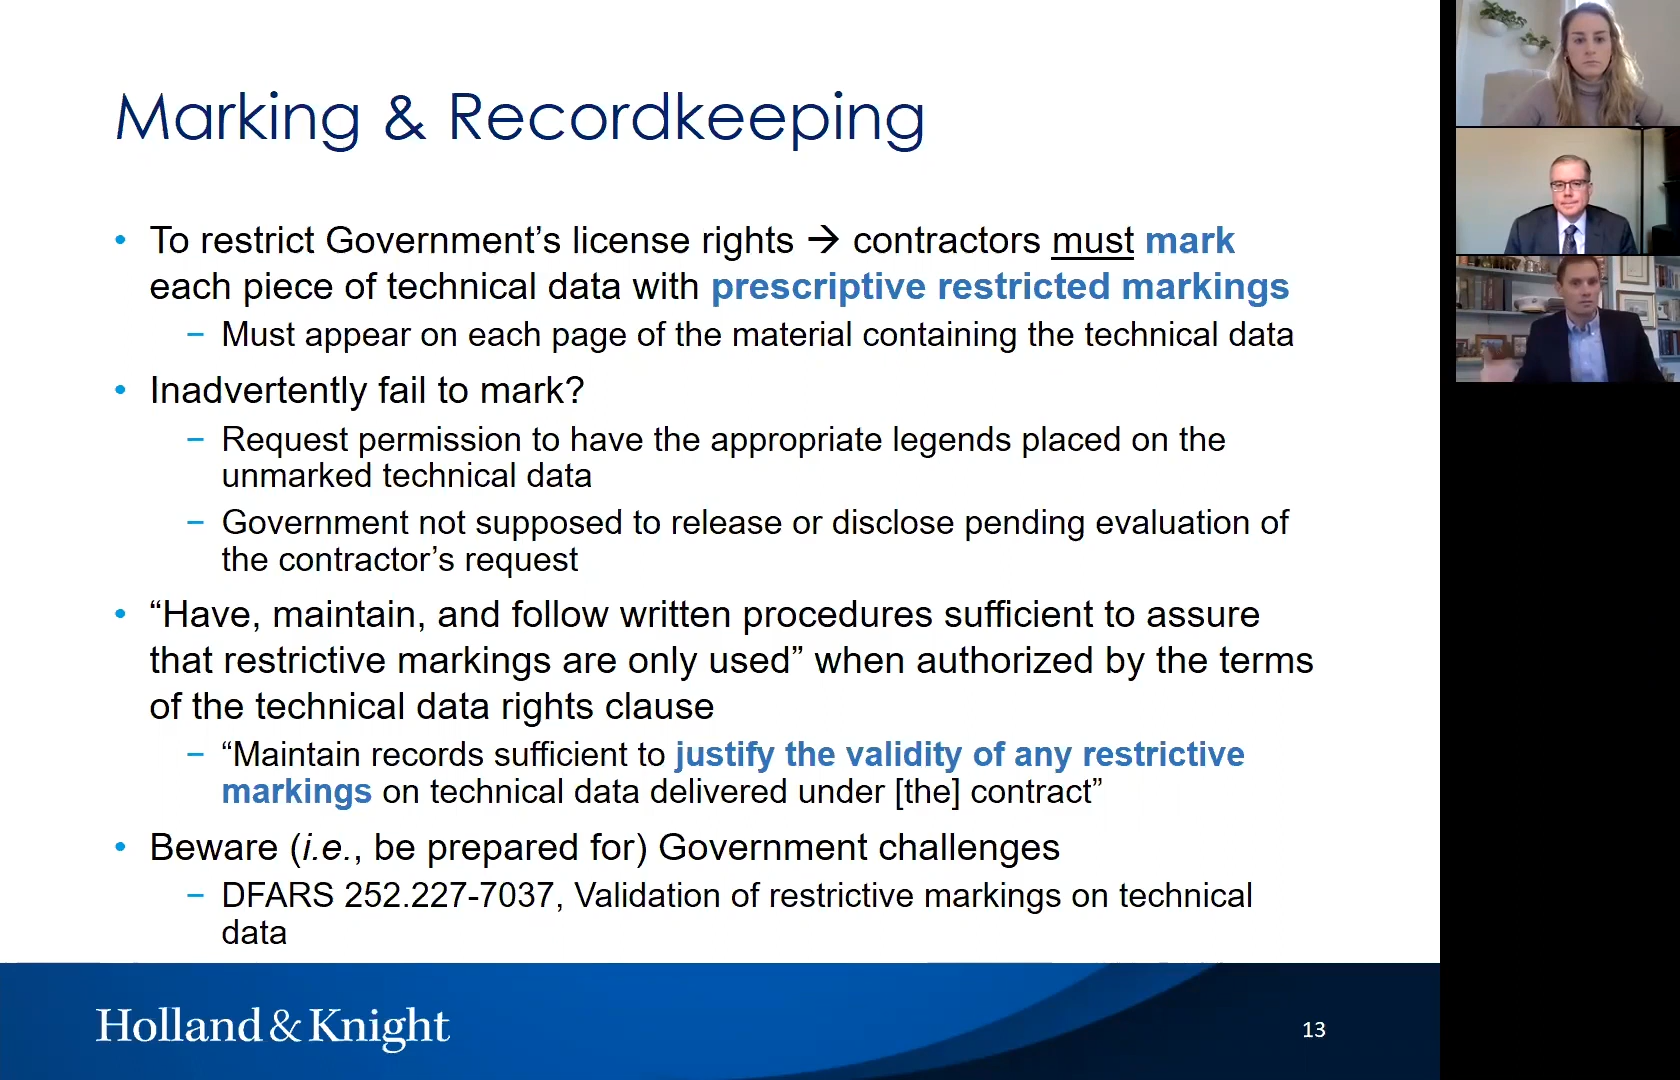 Marking & Recordkeeping
• To restrict Government’s license rights → contractors must mark
each piece of technical data with prescriptive restricted markings
– Must appear on each page of the material containing the technical data
• Inadvertently fail to mark?
– Request permission to have the appropriate legends placed on the
unmarked technical data
– Government not supposed to release or disclose pending evaluation of
the contractor’s request
• “Have, maintain, and follow written procedures sufficient to assure
that restrictive markings are only used” when authorized by the terms
of the technical data rights clause
– “Maintain records sufficient to justify the validity of any restrictive
markings on technical data delivered under [the] contract”
• Beware (i.e., be prepared for) Government challenges
– DFARS 252.227-7037, Validation of restrictive markings on technical
data
Holland & Knight
13